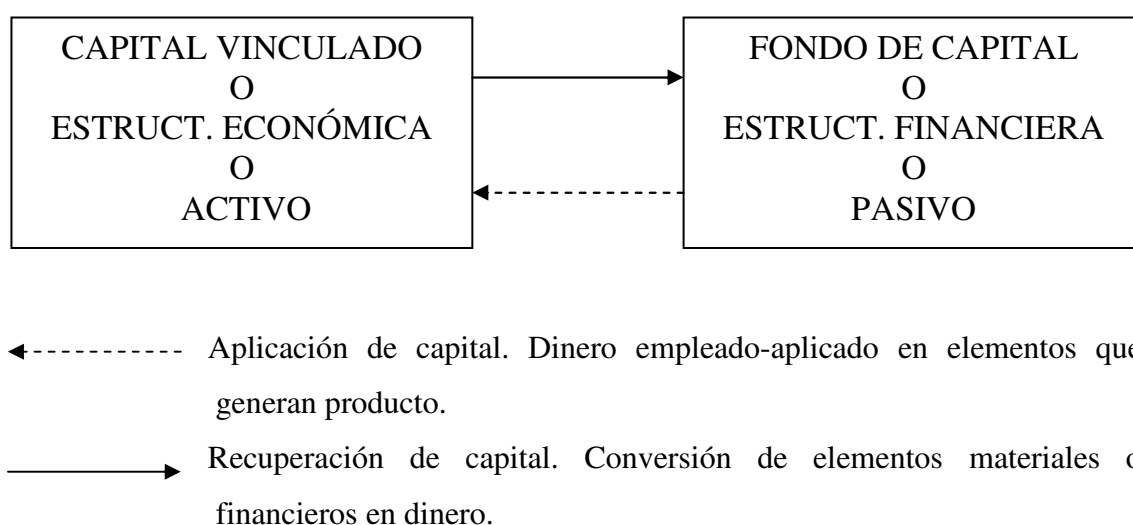 CAPITAL VINCULADO
O
ESTRUCT. ECONÓMICA
O
ACTIVO
FONDO DE CAPITAL
O
ESTRUCT. FINANCIERA
O
PASIVO
Aplicación de capital. Dinero empleado-aplicado en elementos que
generan producto.
Recuperación de capital. Conversión de elementos materiales o
financieros en dinero.